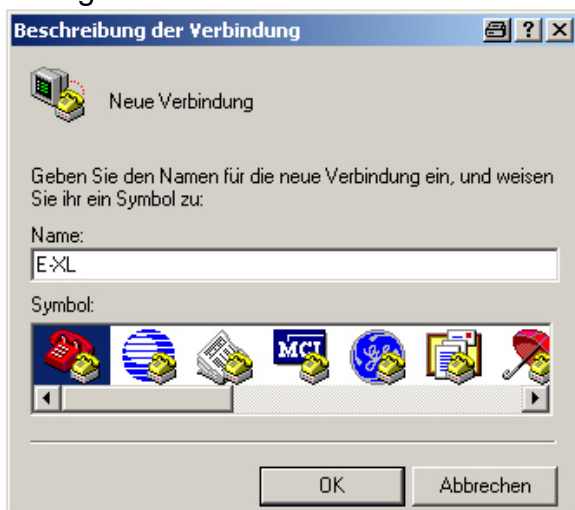 Beschreibung der Verbindung
Neue Verbindung
Geben Sie den Namen für die neue Verbindung ein, und weisen
Sie ihr ein Symbol zu:
Name:
E-XL
Symbol:
MCI
OK
Abbrechen